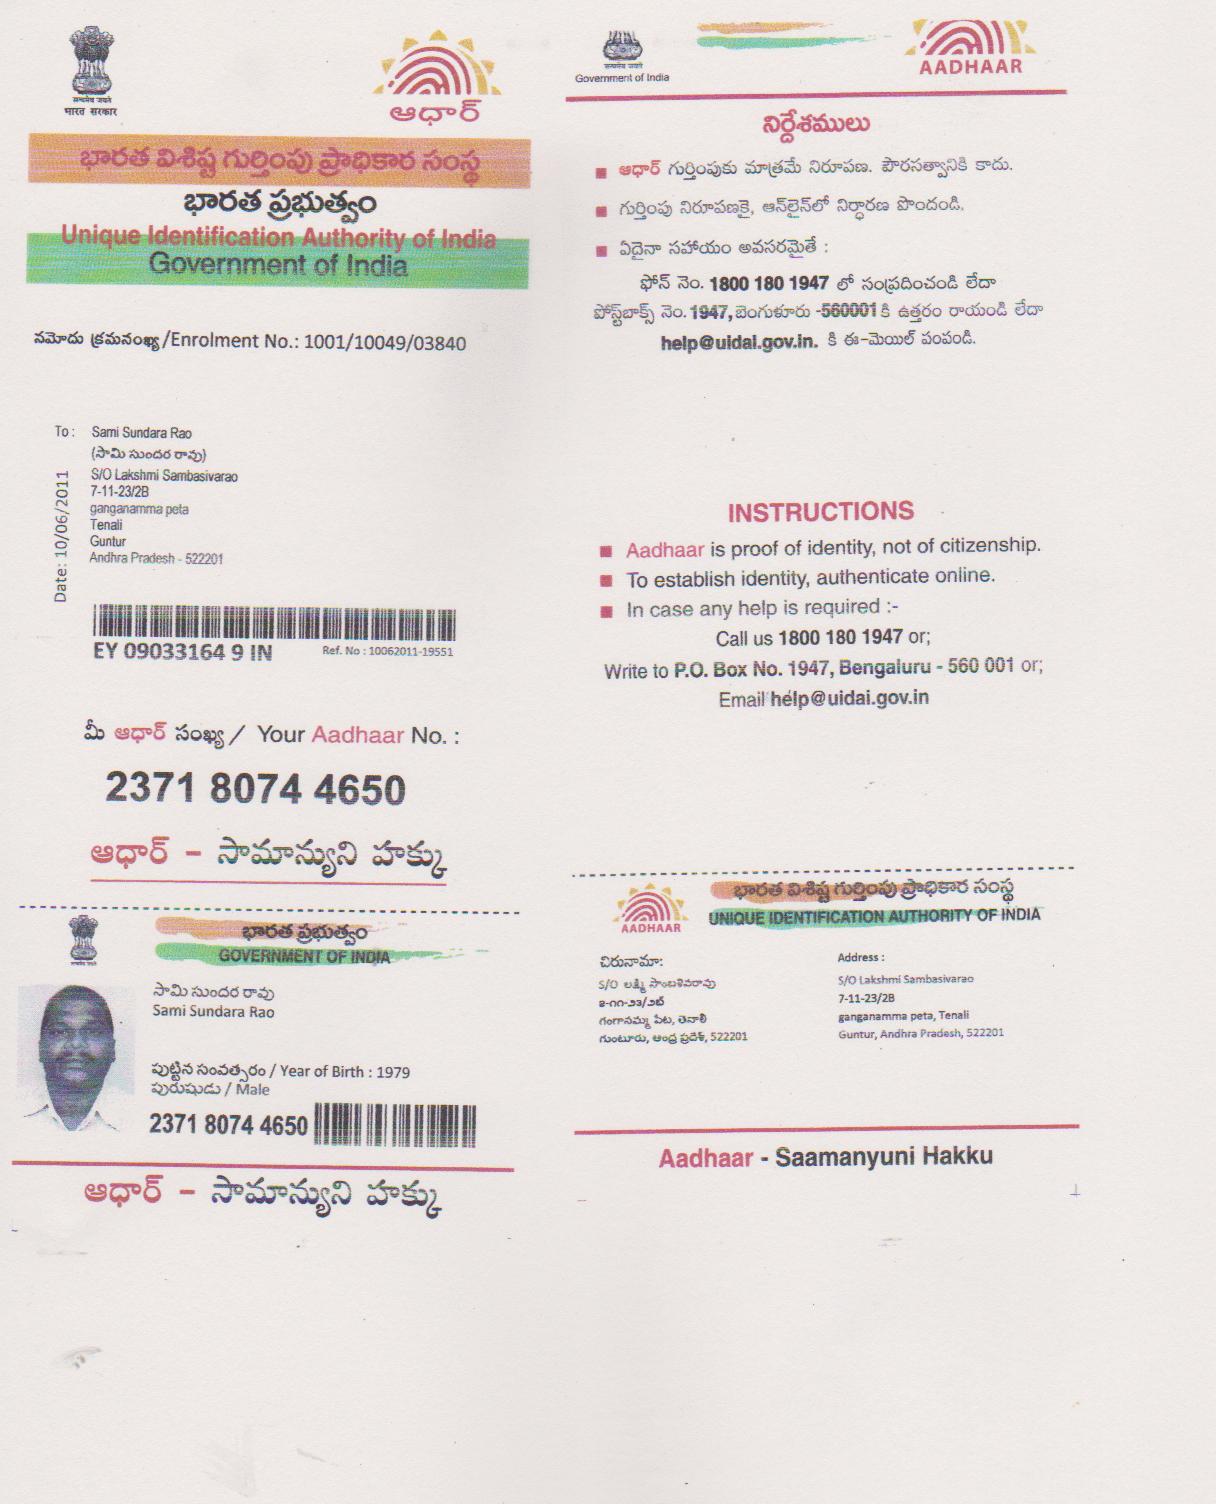 सत्यमेव जयते
भारत सरकार
ఆధార్
భారత విశిష్ట గుర్తింపు ప్రాధికార సంస్థ
భారత ప్రభుత్వం
Unique Identification Authority of India
Government of India
నమోదు క్రమసంఖ్య/Enrolment No.: 1001/10049/03840
To :
Sami Sundara Rao
(సామి సుందర రావు)
S/O Lakshmi Sambasivarao
7-11-23/2B
ganganamma peta
Tenali
Guntur
Andhra Pradesh - 522201
Date: 10/06/2011
EY 09033164 9 IN
Ref. No : 10062011-19551
మీ ఆధార్ సంఖ్య / Your Aadhaar No. :
2371 8074 4650
ఆధార్ – సామాన్యుని హక్కు
భారత ప్రభుత్వం
GOVERNMENT OF INDIA
సామి సుందర రావు
Sami Sundara Rao
పుట్టిన సంవత్సరం / Year of Birth : 1979
పురుషుడు / Male
2371 8074 4650
ఆధార్ – సామాన్యుని హక్కు
सत्यमेव जयते
Government of India
AADHAAR
నిర్దేశములు
ఆధార్ గుర్తింపుకు మాత్రమే నిరూపణ. పౌరసత్వానికి కాదు.
గుర్తింపు నిరూపణకై, ఆన్‌లైన్‌లో నిర్ధారణ పొందండి.
ఏదైనా సహాయం అవసరమైతే :
ఫోన్ నెం. 1800 180 1947 లో సంప్రదించండి లేదా
పోస్ట్‌బాక్స్ నెం. 1947, బెంగుళూరు -560001 కి ఉత్తరం రాయండి లేదా
help@uidai.gov.in. కి ఈ-మెయిల్ పంపండి.
INSTRUCTIONS
Aadhaar is proof of identity, not of citizenship.
To establish identity, authenticate online.
In case any help is required :-
Call us 1800 180 1947 or;
Write to P.O. Box No. 1947, Bengaluru - 560 001 or;
Email help@uidai.gov.in
AADHAAR
భారత విశిష్ట గుర్తింపు ప్రాధికార సంస్థ
UNIQUE IDENTIFICATION AUTHORITY OF INDIA
చిరునామా:
S/O లక్ష్మి సాంబశివరావు
౭-౧౧-౨౩/౨బి
గంగానమ్మ పేట, తెనాలి
గుంటూరు, ఆంధ్ర ప్రదేశ్, 522201
Address :
S/O Lakshmi Sambasivarao
7-11-23/2B
ganganamma peta, Tenali
Guntur, Andhra Pradesh, 522201
Aadhaar - Saamanyuni Hakku